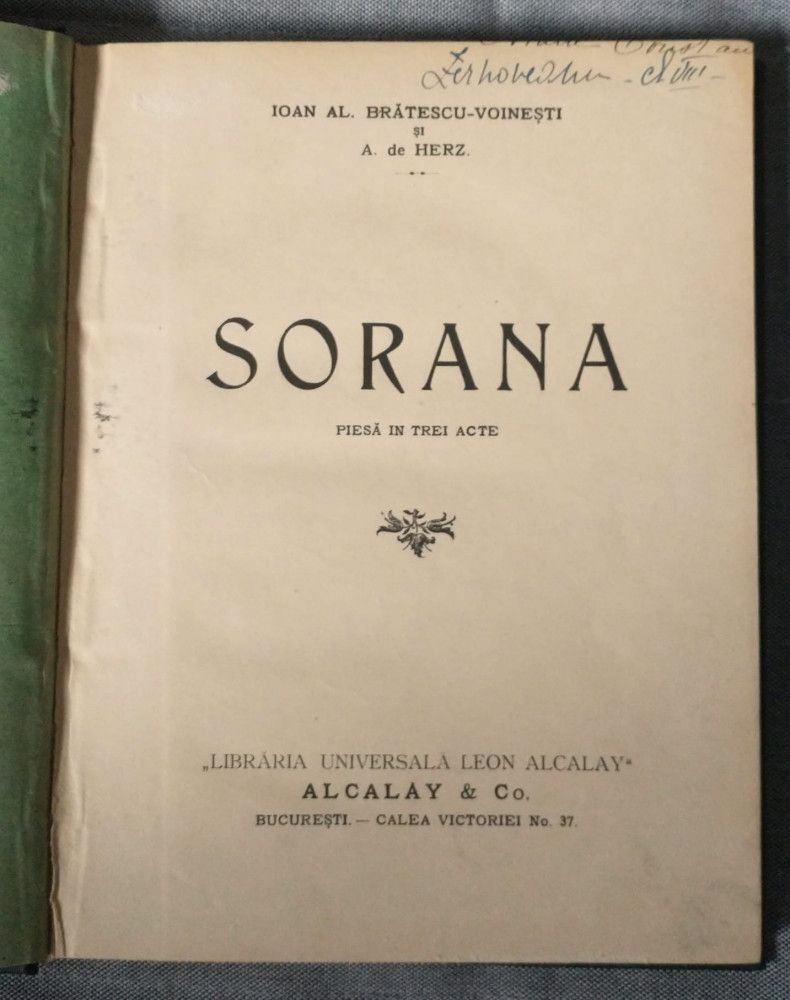 IOAN AL. BRĂTESCU-VOINEȘTI
ȘI
A. de HERZ.
SORANA
PIESĂ IN TREI ACTE
„LIBRĂRIA UNIVERSALĂ LEON ALCALAY“
ALCALAY & Co.
BUCUREȘTI. — CALEA VICTORIEI No. 37.